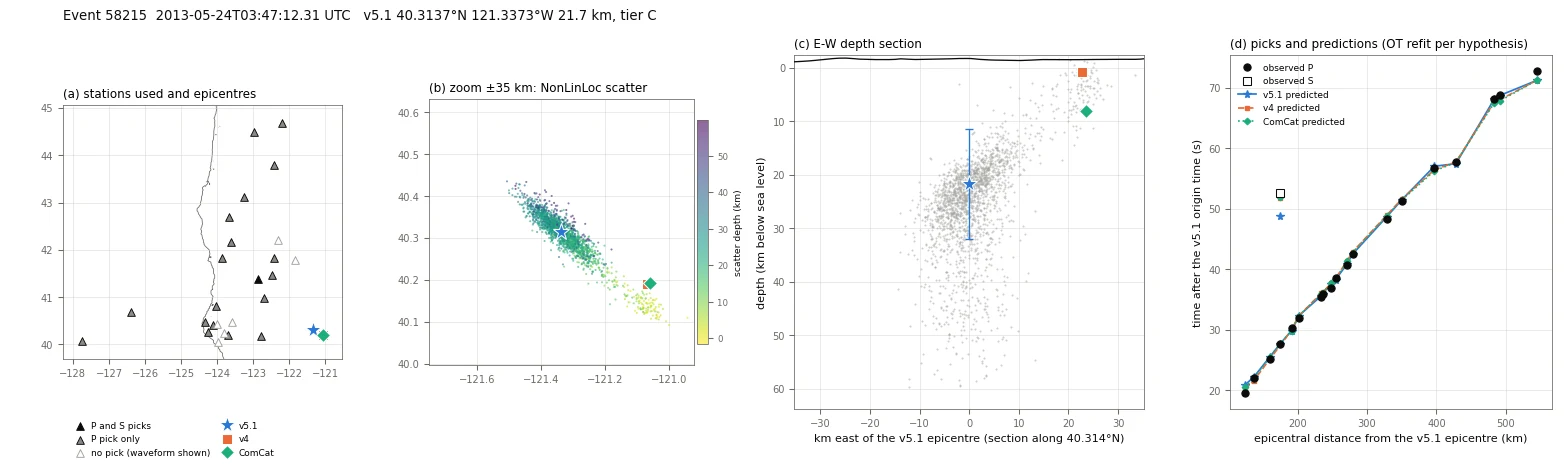 Event 58215  2013-05-24T03:47:12.31 UTC   v5.1 40.3137°N 121.3373°W 21.7 km, tier C
(a) stations used and epicentres
45
44
43
42
41
40
−128
−127
−126
−125
−124
−123
−122
−121
P and S picks
P pick only
no pick (waveform shown)
v5.1
v4
ComCat
(b) zoom ±35 km: NonLinLoc scatter
40.6
40.5
40.4
40.3
40.2
40.1
40.0
−121.6
−121.4
−121.2
−121.0
50
40
30
20
10
0
scatter depth (km)
(c) E-W depth section
0
10
20
30
40
50
60
depth (km below sea level)
−30
−20
−10
0
10
20
30
km east of the v5.1 epicentre (section along 40.314°N)
(d) picks and predictions (OT refit per hypothesis)
observed P
observed S
v5.1 predicted
v4 predicted
ComCat predicted
70
60
50
40
30
20
time after the v5.1 origin time (s)
200
300
400
500
epicentral distance from the v5.1 epicentre (km)